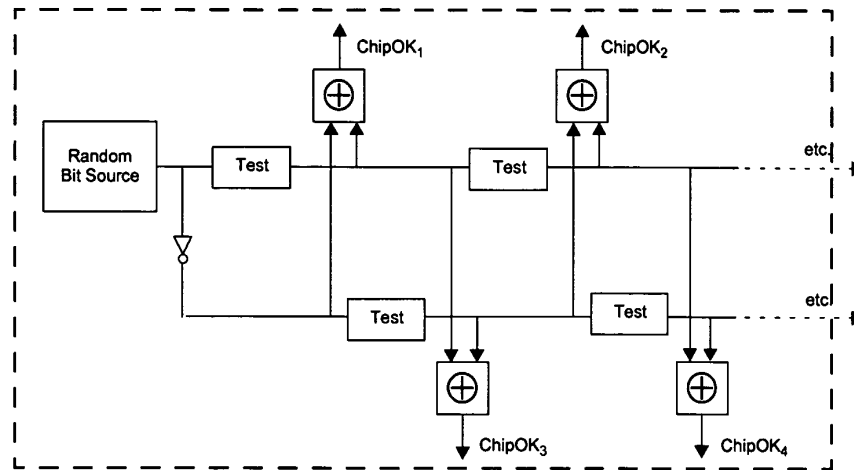 ChipOK1
ChipOK2
Random
Bit Source
Test
Test
etc.
Test
Test
etc
ChipOK3
ChipOK4